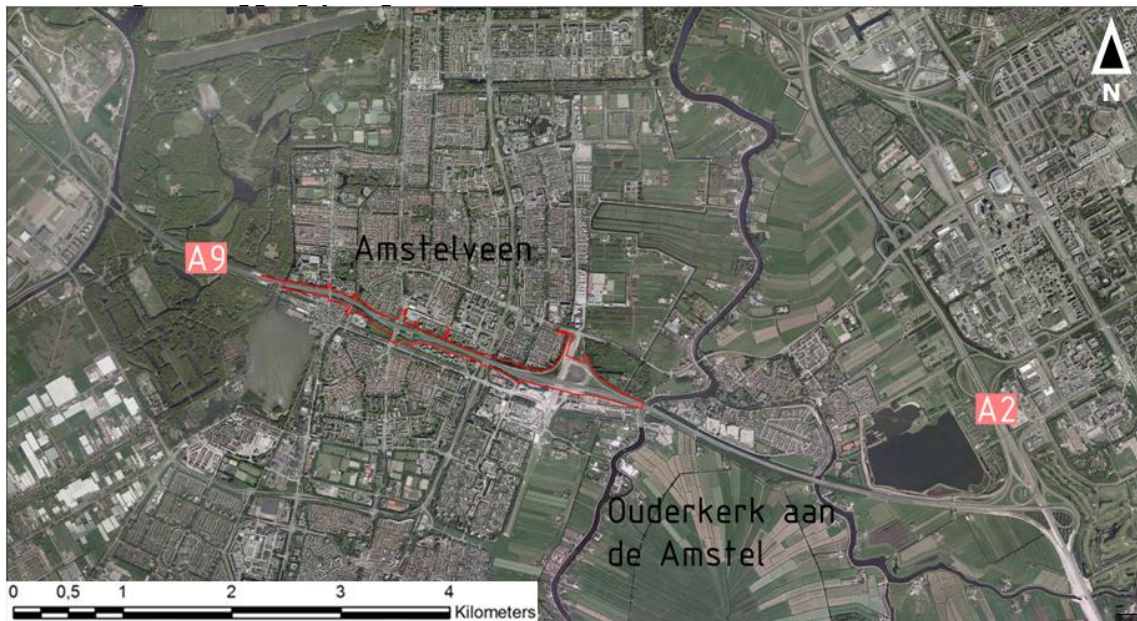 N
A9
Amstelveen
A2
Ouderkerk aan
de Amstel
0 0,5 1 2 3 4
Kilometers